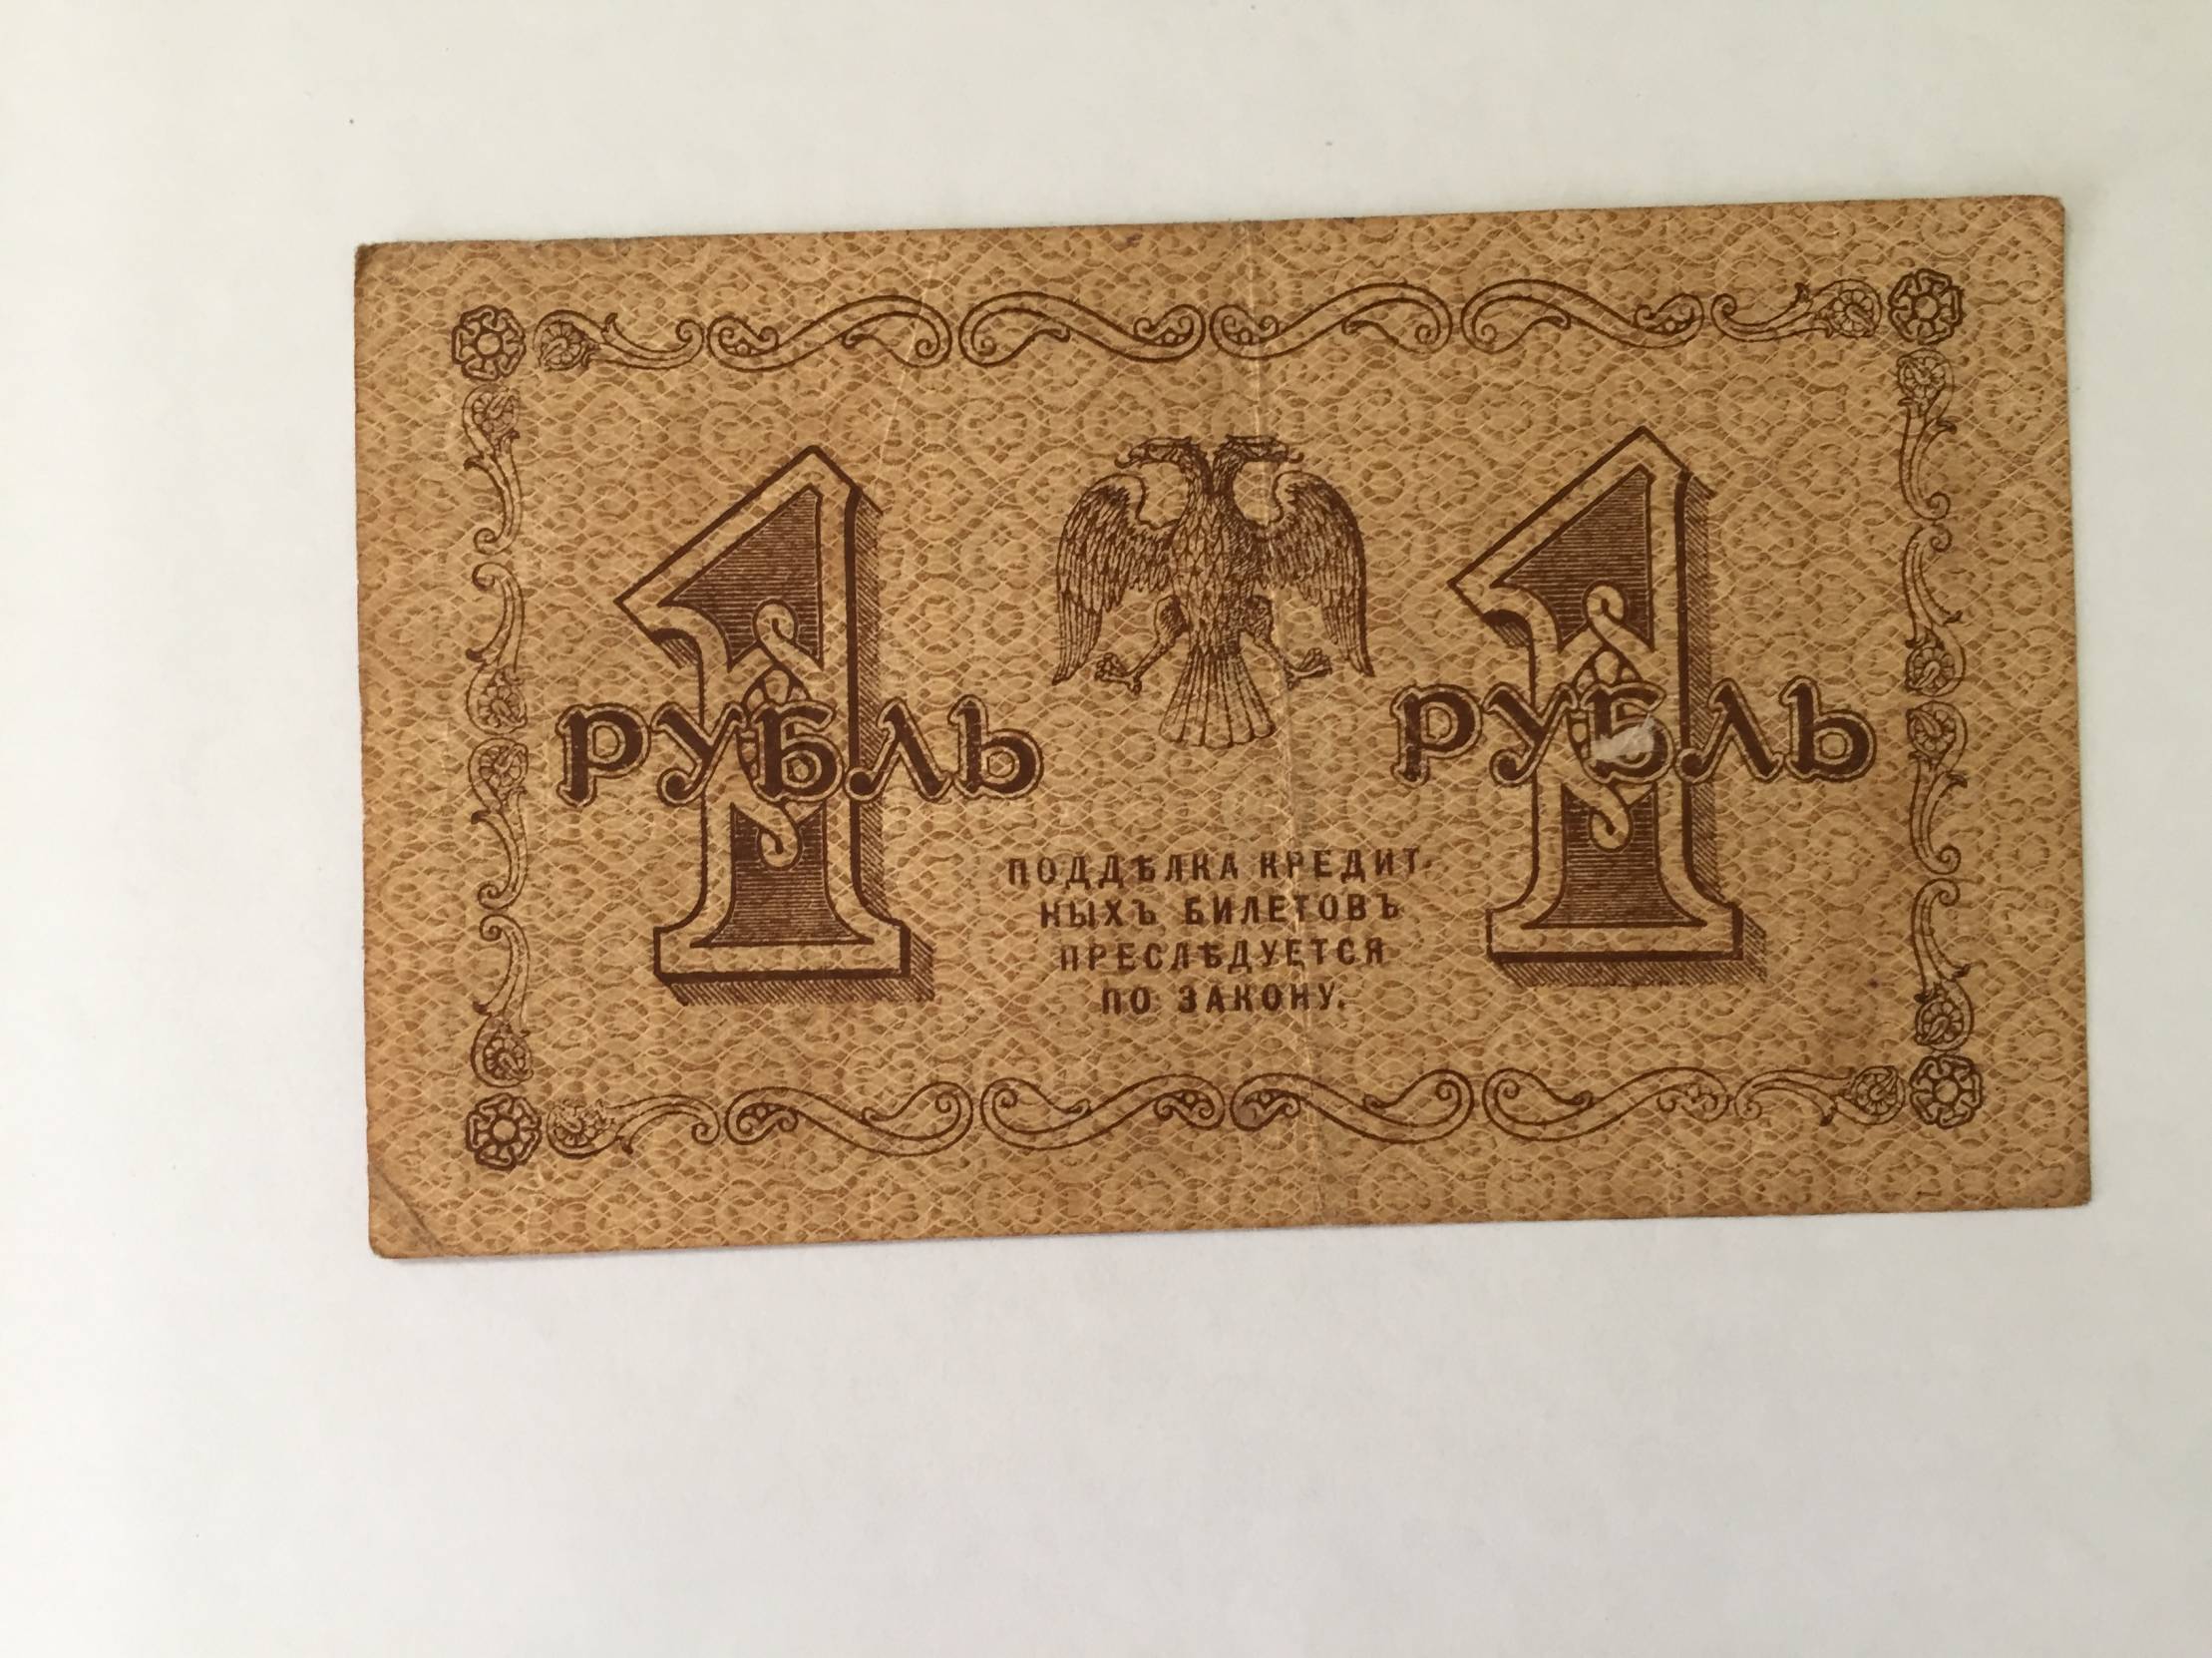 1 РУБЛЬ
1 РУБЛЬ
ПОДДѢЛКА КРЕДИТ-
НЫХЪ БИЛЕТОВЪ
ПРЕСЛѢДУЕТСЯ
ПО ЗАКОНУ.